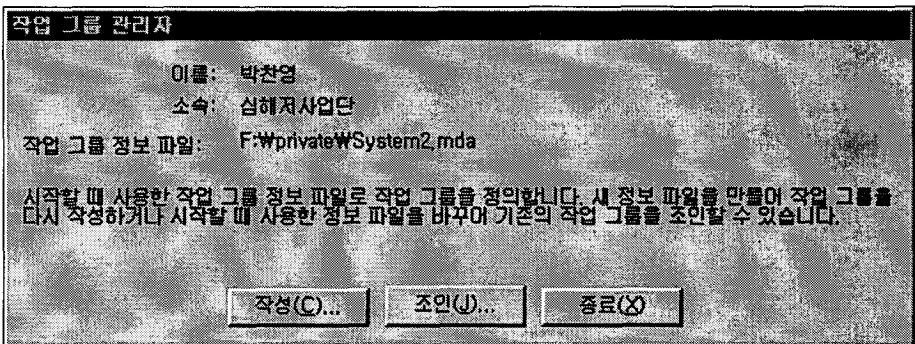 작업 그룹 관리자
이름: 박찬영
소속: 심해저사업단
작업 그룹 정보 파일: F:₩private₩System2.mda
시작할 때 사용한 작업 그룹 정보 파일로 작업 그룹을 정의합니다. 새 정보 파일을 만들어 작업 그룹을
다시 작성하거나 시작할 때 사용한 정보 파일을 바꾸어 기존의 작업 그룹을 조인할 수 있습니다.
작성(C)... 조인(J)... 종료(X)